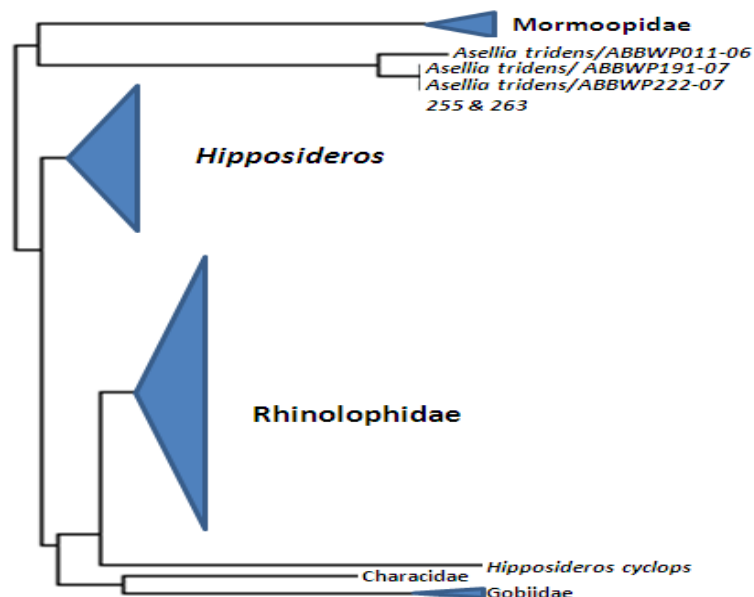 Mormoopidae
Asellia tridens/ABBWP011-06
Asellia tridens/ ABBWP191-07
Asellia tridens/ABBWP222-07
255 & 263
Hipposideros
Rhinolophidae
Hipposideros cyclops
Characidae
Gobiidae